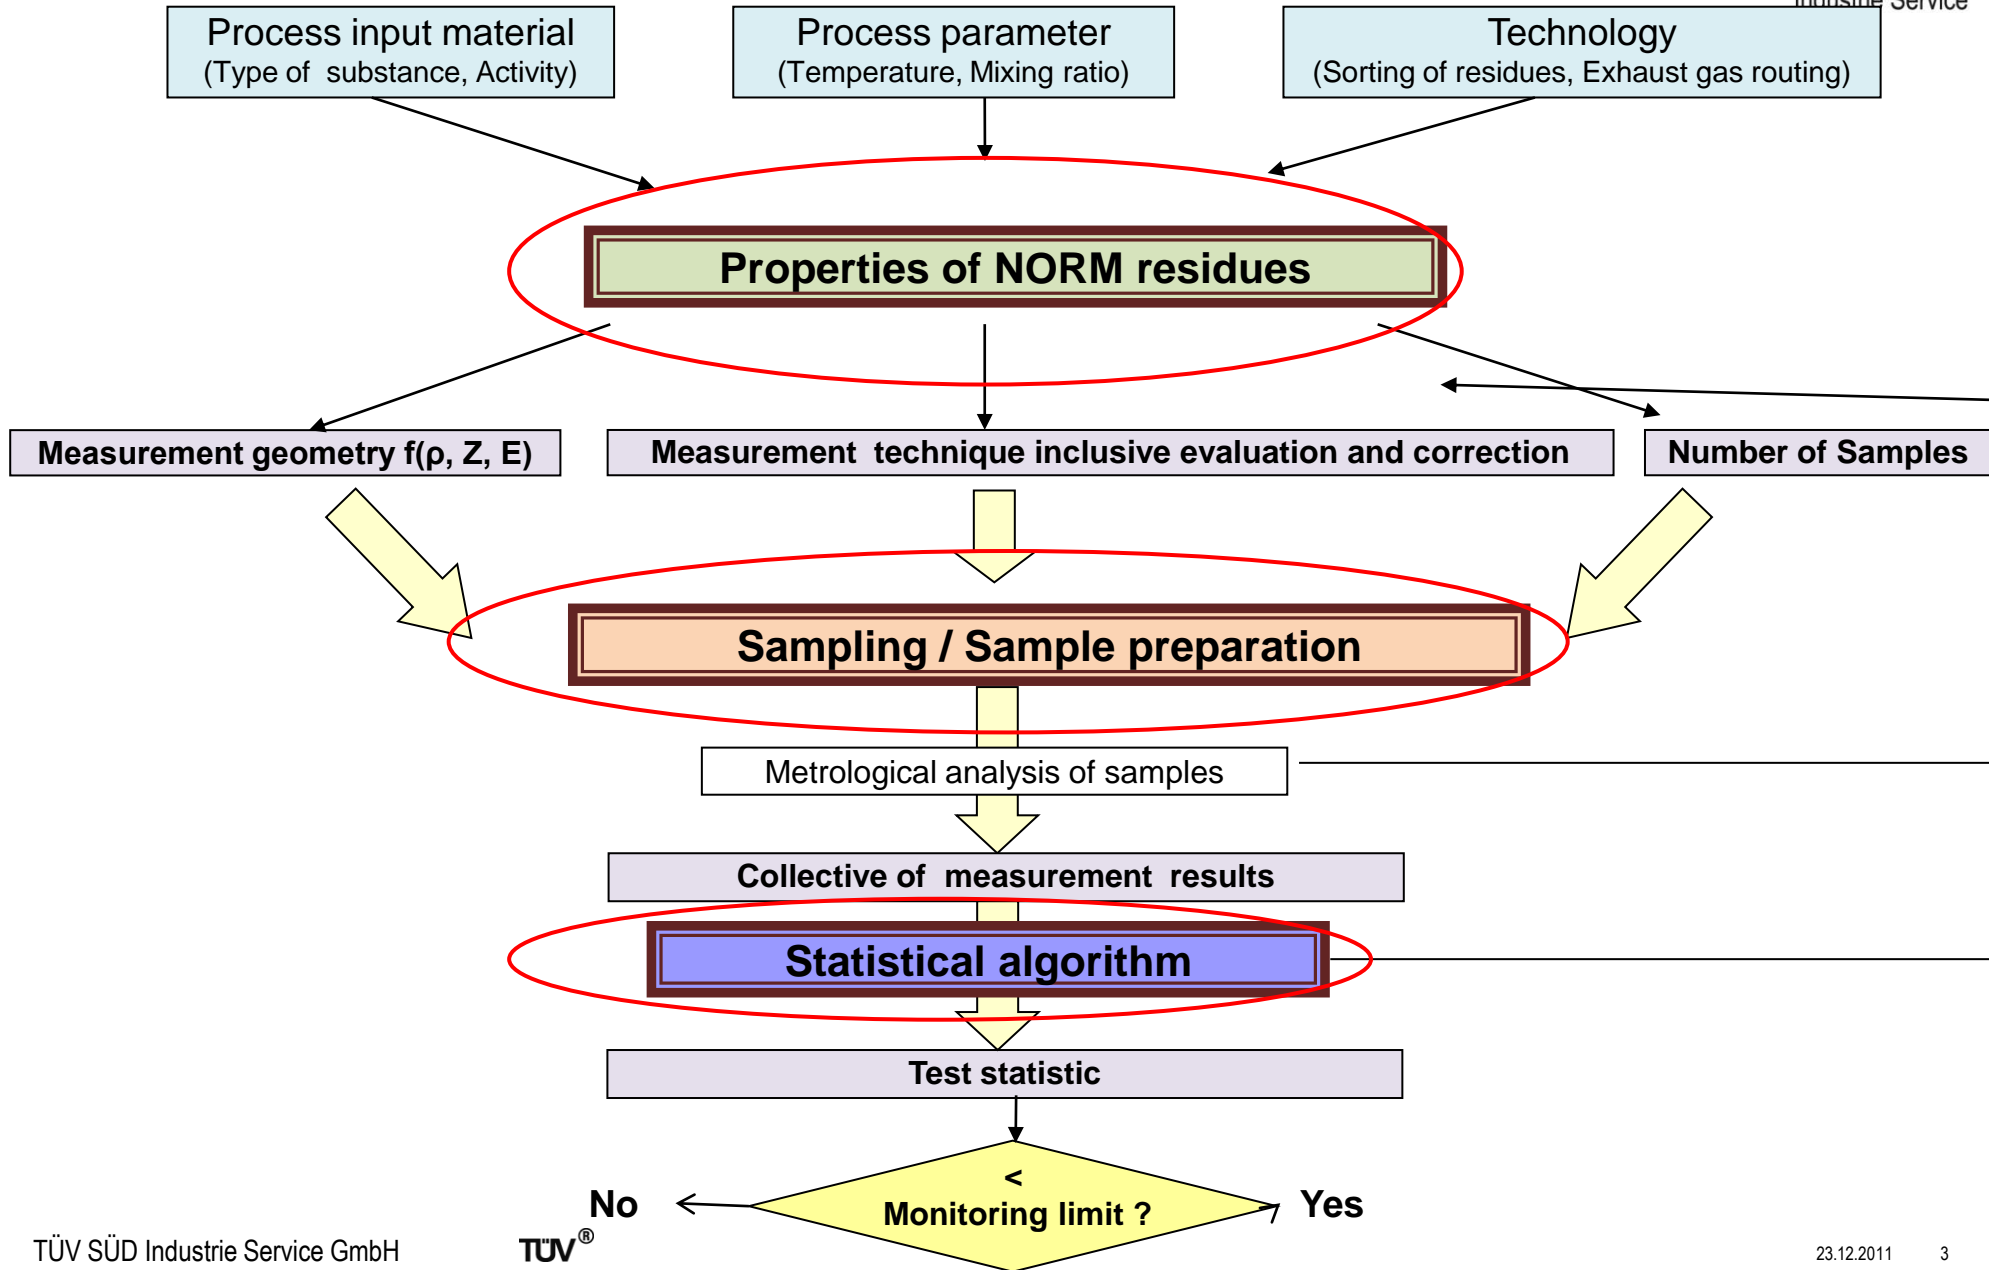 Industrie Service
Process input material
(Type of substance, Activity)
Process parameter
(Temperature, Mixing ratio)
Technology
(Sorting of residues, Exhaust gas routing)
Properties of NORM residues
Measurement geometry f(ρ, Z, E)
Measurement technique inclusive evaluation and correction
Number of Samples
Sampling / Sample preparation
Metrological analysis of samples
Collective of measurement results
Statistical algorithm
Test statistic
<
Monitoring limit ?
No
Yes
TÜV SÜD Industrie Service GmbH
TÜV®
23.12.2011 3